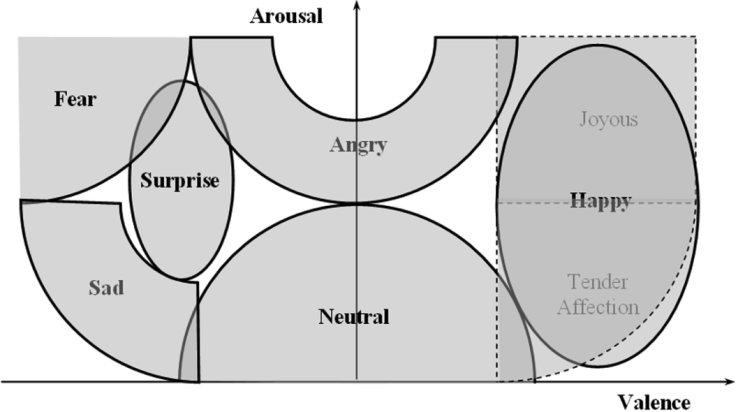 Arousal
Fear
Joyous
Angry
Surprise
Happy
Sad
Tender
Affection
Neutral
Valence